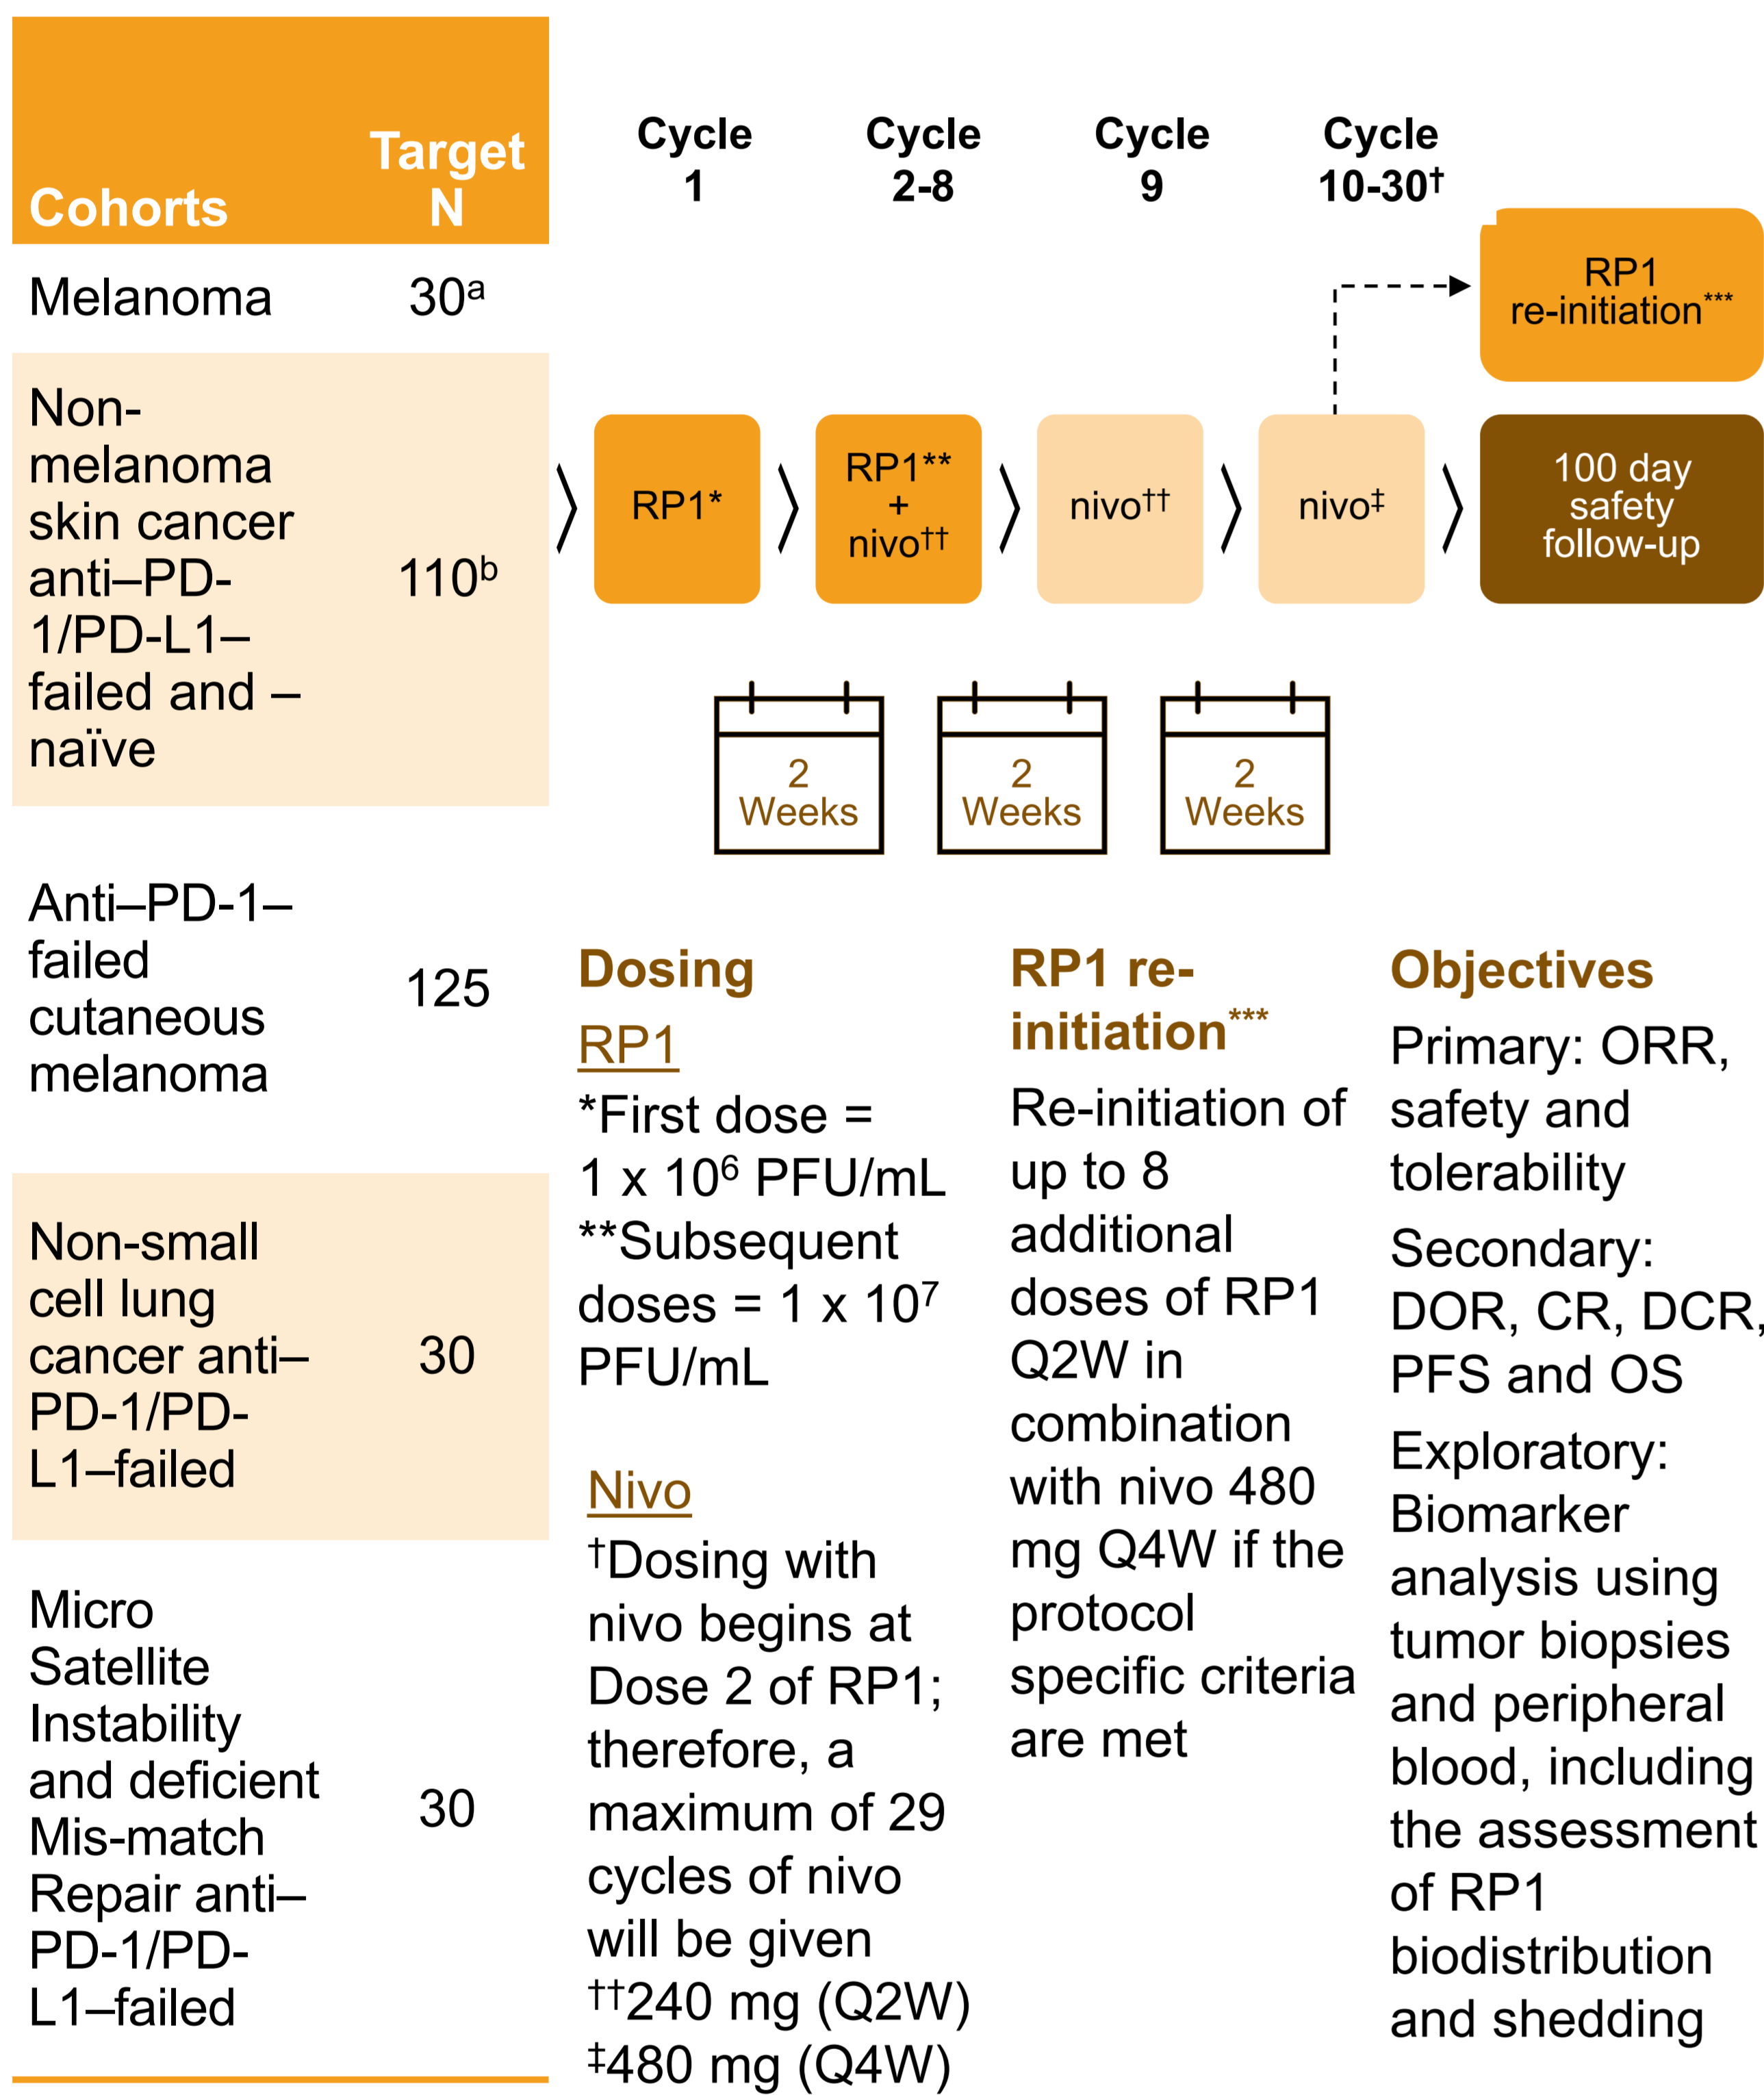 Cohorts
Target
N
Melanoma
30ᵃ
Non-
melanoma
skin cancer
anti–PD-
1/PD-L1–
failed and –
naïve
110ᵇ
Anti–PD-1–
failed
cutaneous
melanoma
125
Non-small
cell lung
cancer anti–
PD-1/PD-
L1–failed
30
Micro
Satellite
Instability
and deficient
Mis-match
Repair anti–
PD-1/PD-
L1–failed
30
Cycle
1
Cycle
2-8
Cycle
9
Cycle
10-30†
RP1*
RP1**
+
nivo††
nivo††
nivo‡
RP1
re-initiation***
100 day
safety
follow-up
2
Weeks
2
Weeks
2
Weeks
Dosing
RP1
*First dose =
1 x 10⁶ PFU/mL
**Subsequent
doses = 1 x 10⁷
PFU/mL
Nivo
†Dosing with
nivo begins at
Dose 2 of RP1;
therefore, a
maximum of 29
cycles of nivo
will be given
††240 mg (Q2W)
‡480 mg (Q4W)
RP1 re-
initiation***
Re-initiation of
up to 8
additional
doses of RP1
Q2W in
combination
with nivo 480
mg Q4W if the
protocol
specific criteria
are met
Objectives
Primary: ORR,
safety and
tolerability
Secondary:
DOR, CR, DCR,
PFS and OS
Exploratory:
Biomarker
analysis using
tumor biopsies
and peripheral
blood, including
the assessment
of RP1
biodistribution
and shedding